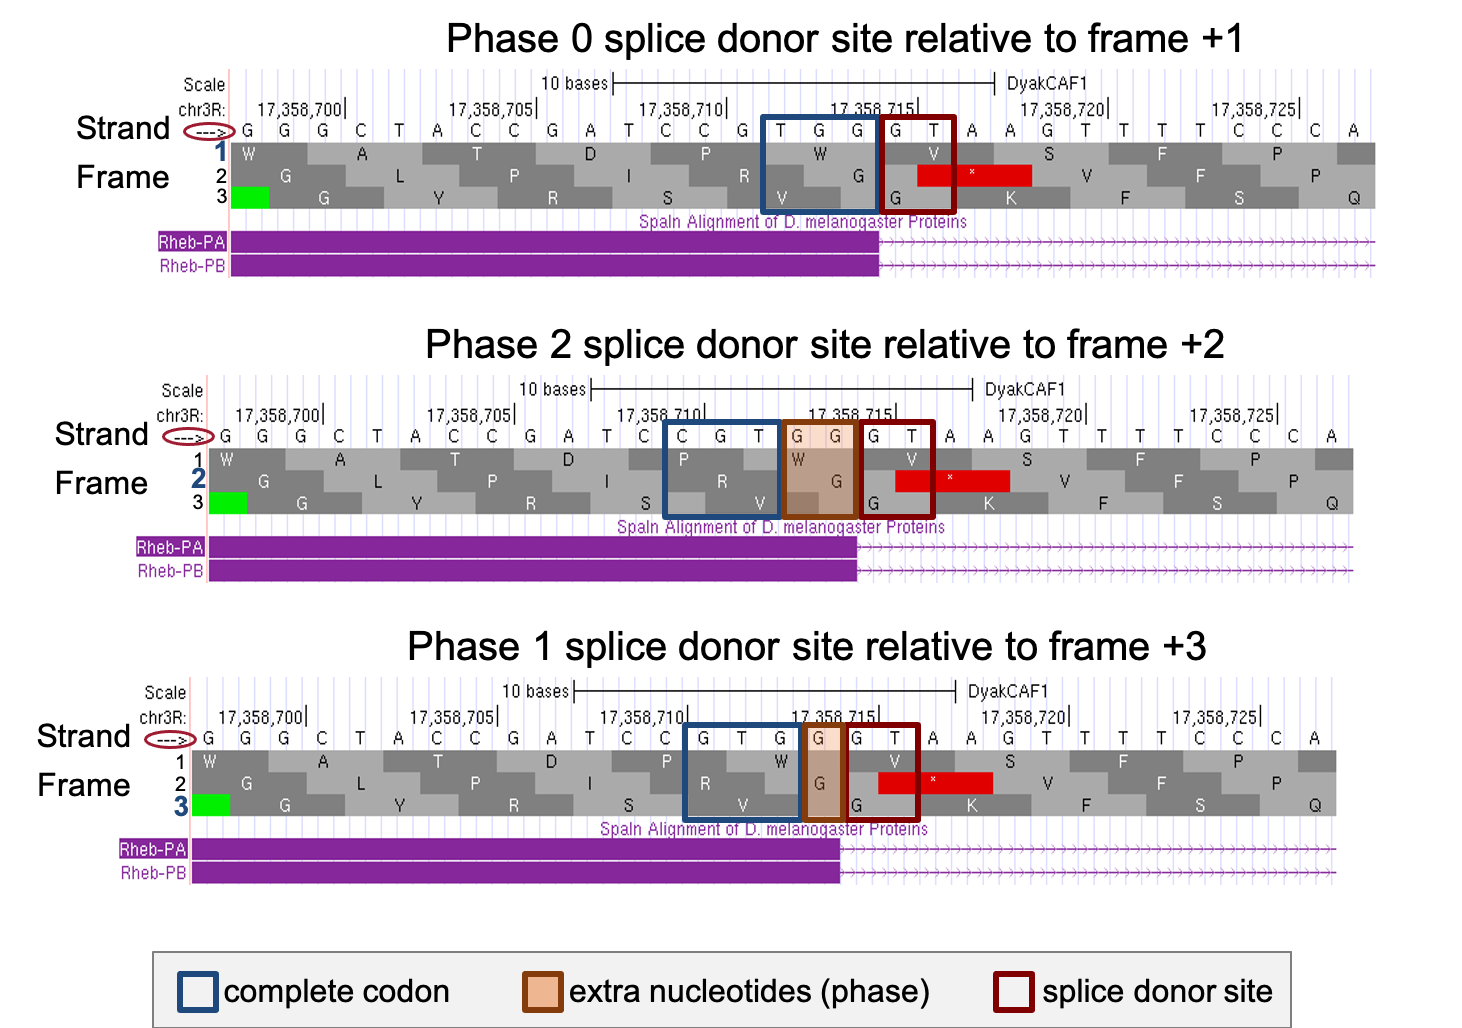 Phase 0 splice donor site relative to frame +1
Scale 10 bases DyakCAF1
chr3R: 17,358,700 17,358,705 17,358,710 17,358,715 17,358,720 17,358,725
Strand ---> G G G C T A C C G A T C C G T G G G T A A G T T T T C C C A
1 W A T D P W V S F P
Frame 2 G L P I R G * V F P
3 G Y R S V G K F S Q
Spaln Alignment of D. melanogaster Proteins
Rheb-PA
Rheb-PB
Phase 2 splice donor site relative to frame +2
Scale 10 bases DyakCAF1
chr3R: 17,358,700 17,358,705 17,358,710 17,358,715 17,358,720 17,358,725
Strand ---> G G G C T A C C G A T C C G T G G G T A A G T T T T C C C A
1 W A T D P W V S F P
Frame 2 G L P I R G * V F P
3 G Y R S V G K F S Q
Spaln Alignment of D. melanogaster Proteins
Rheb-PA
Rheb-PB
Phase 1 splice donor site relative to frame +3
Scale 10 bases DyakCAF1
chr3R: 17,358,700 17,358,705 17,358,710 17,358,715 17,358,720 17,358,725
Strand ---> G G G C T A C C G A T C C G T G G G T A A G T T T T C C C A
1 W A T D P W V S F P
Frame 2 G L P I R G * V F P
3 G Y R S V G K F S Q
Spaln Alignment of D. melanogaster Proteins
Rheb-PA
Rheb-PB
complete codon extra nucleotides (phase) splice donor site